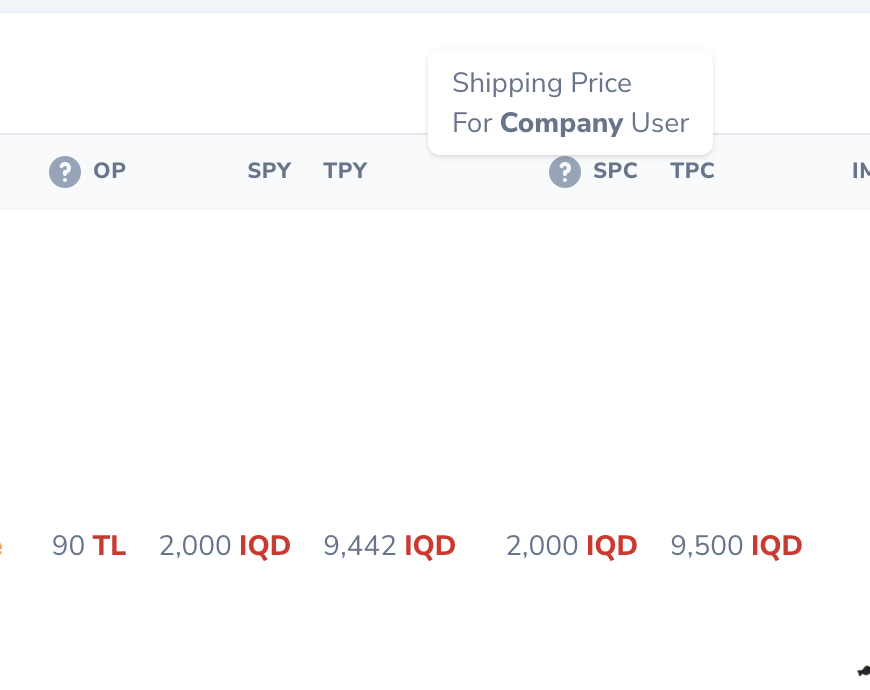 Shipping Price
For Company User
? OP SPY TPY ? SPC TPC
90 TL 2,000 IQD 9,442 IQD 2,000 IQD 9,500 IQD